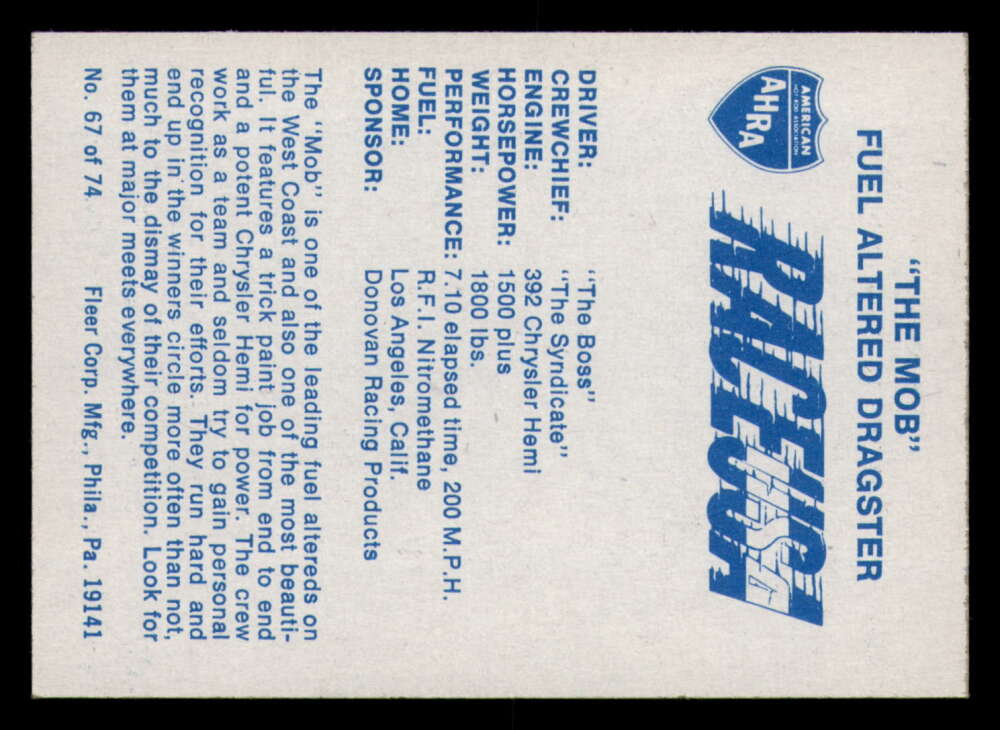 "THE MOB"
FUEL ALTERED DRAGSTER
AMERICAN
HOT ROD ASSOCIATION
AHRA
RACE USA
DRIVER: "The Boss"
CREWCHIEF: "The Syndicate"
ENGINE: 392 Chrysler Hemi
HORSEPOWER: 1500 plus
WEIGHT: 1800 lbs.
PERFORMANCE: 7.10 elapsed time, 200 M.P.H.
FUEL: R.F.I. Nitromethane
HOME: Los Angeles, Calif.
SPONSOR: Donovan Racing Products
The "Mob" is one of the leading fuel altereds on
the West Coast and also one of the most beauti-
ful. It features a trick paint job from end to end
and a potent Chrysler Hemi for power. The crew
work as a team and seldom try to gain personal
recognition for their efforts. They run hard and
end up in the winners circle more often than not,
much to the dismay of their competition. Look for
them at major meets everywhere.
No. 67 of 74 Fleer Corp. Mfg., Phila., Pa. 19141